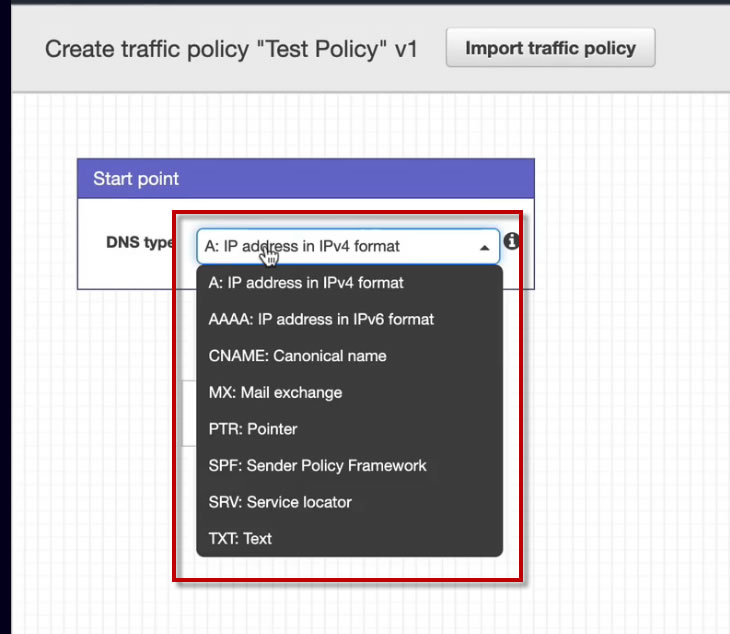 Create traffic policy "Test Policy" v1
Import traffic policy
Start point
DNS type
A: IP address in IPv4 format
A: IP address in IPv4 format
AAAA: IP address in IPv6 format
CNAME: Canonical name
MX: Mail exchange
PTR: Pointer
SPF: Sender Policy Framework
SRV: Service locator
TXT: Text